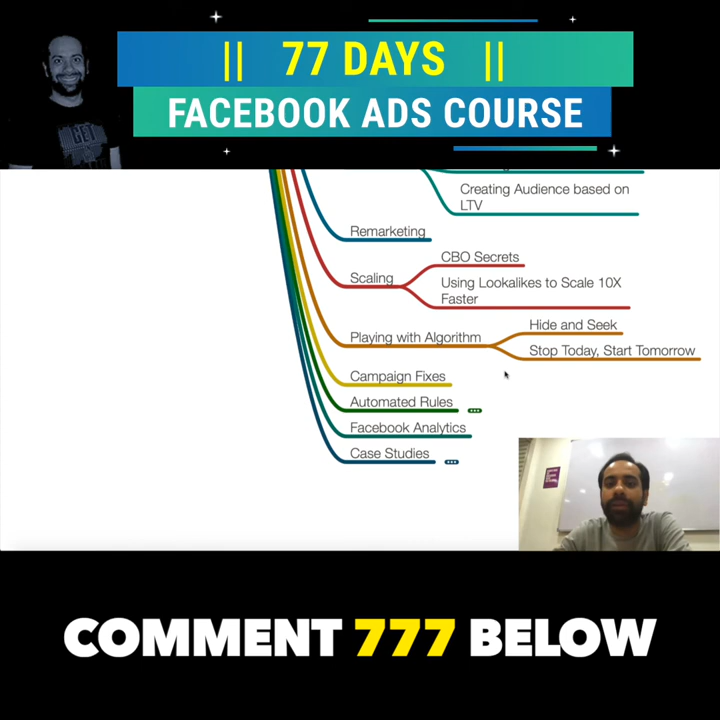 || 77 DAYS ||
FACEBOOK ADS COURSE
Creating Audience based on
LTV
Remarketing
CBO Secrets
Scaling
Using Lookalikes to Scale 10X
Faster
Hide and Seek
Playing with Algorithm
Stop Today, Start Tomorrow
Campaign Fixes
Automated Rules
Facebook Analytics
Case Studies
COMMENT 777 BELOW